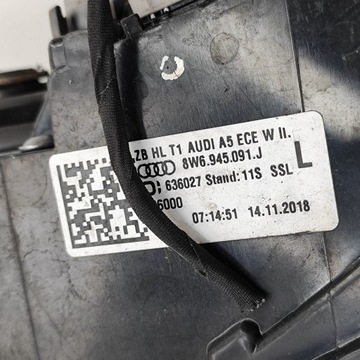 ZB HL T1 AUDI A5 ECE W II.
8W6.945.091.J
L
636027 Stand: 11S SSL
6000 07:14:51 14.11.2018